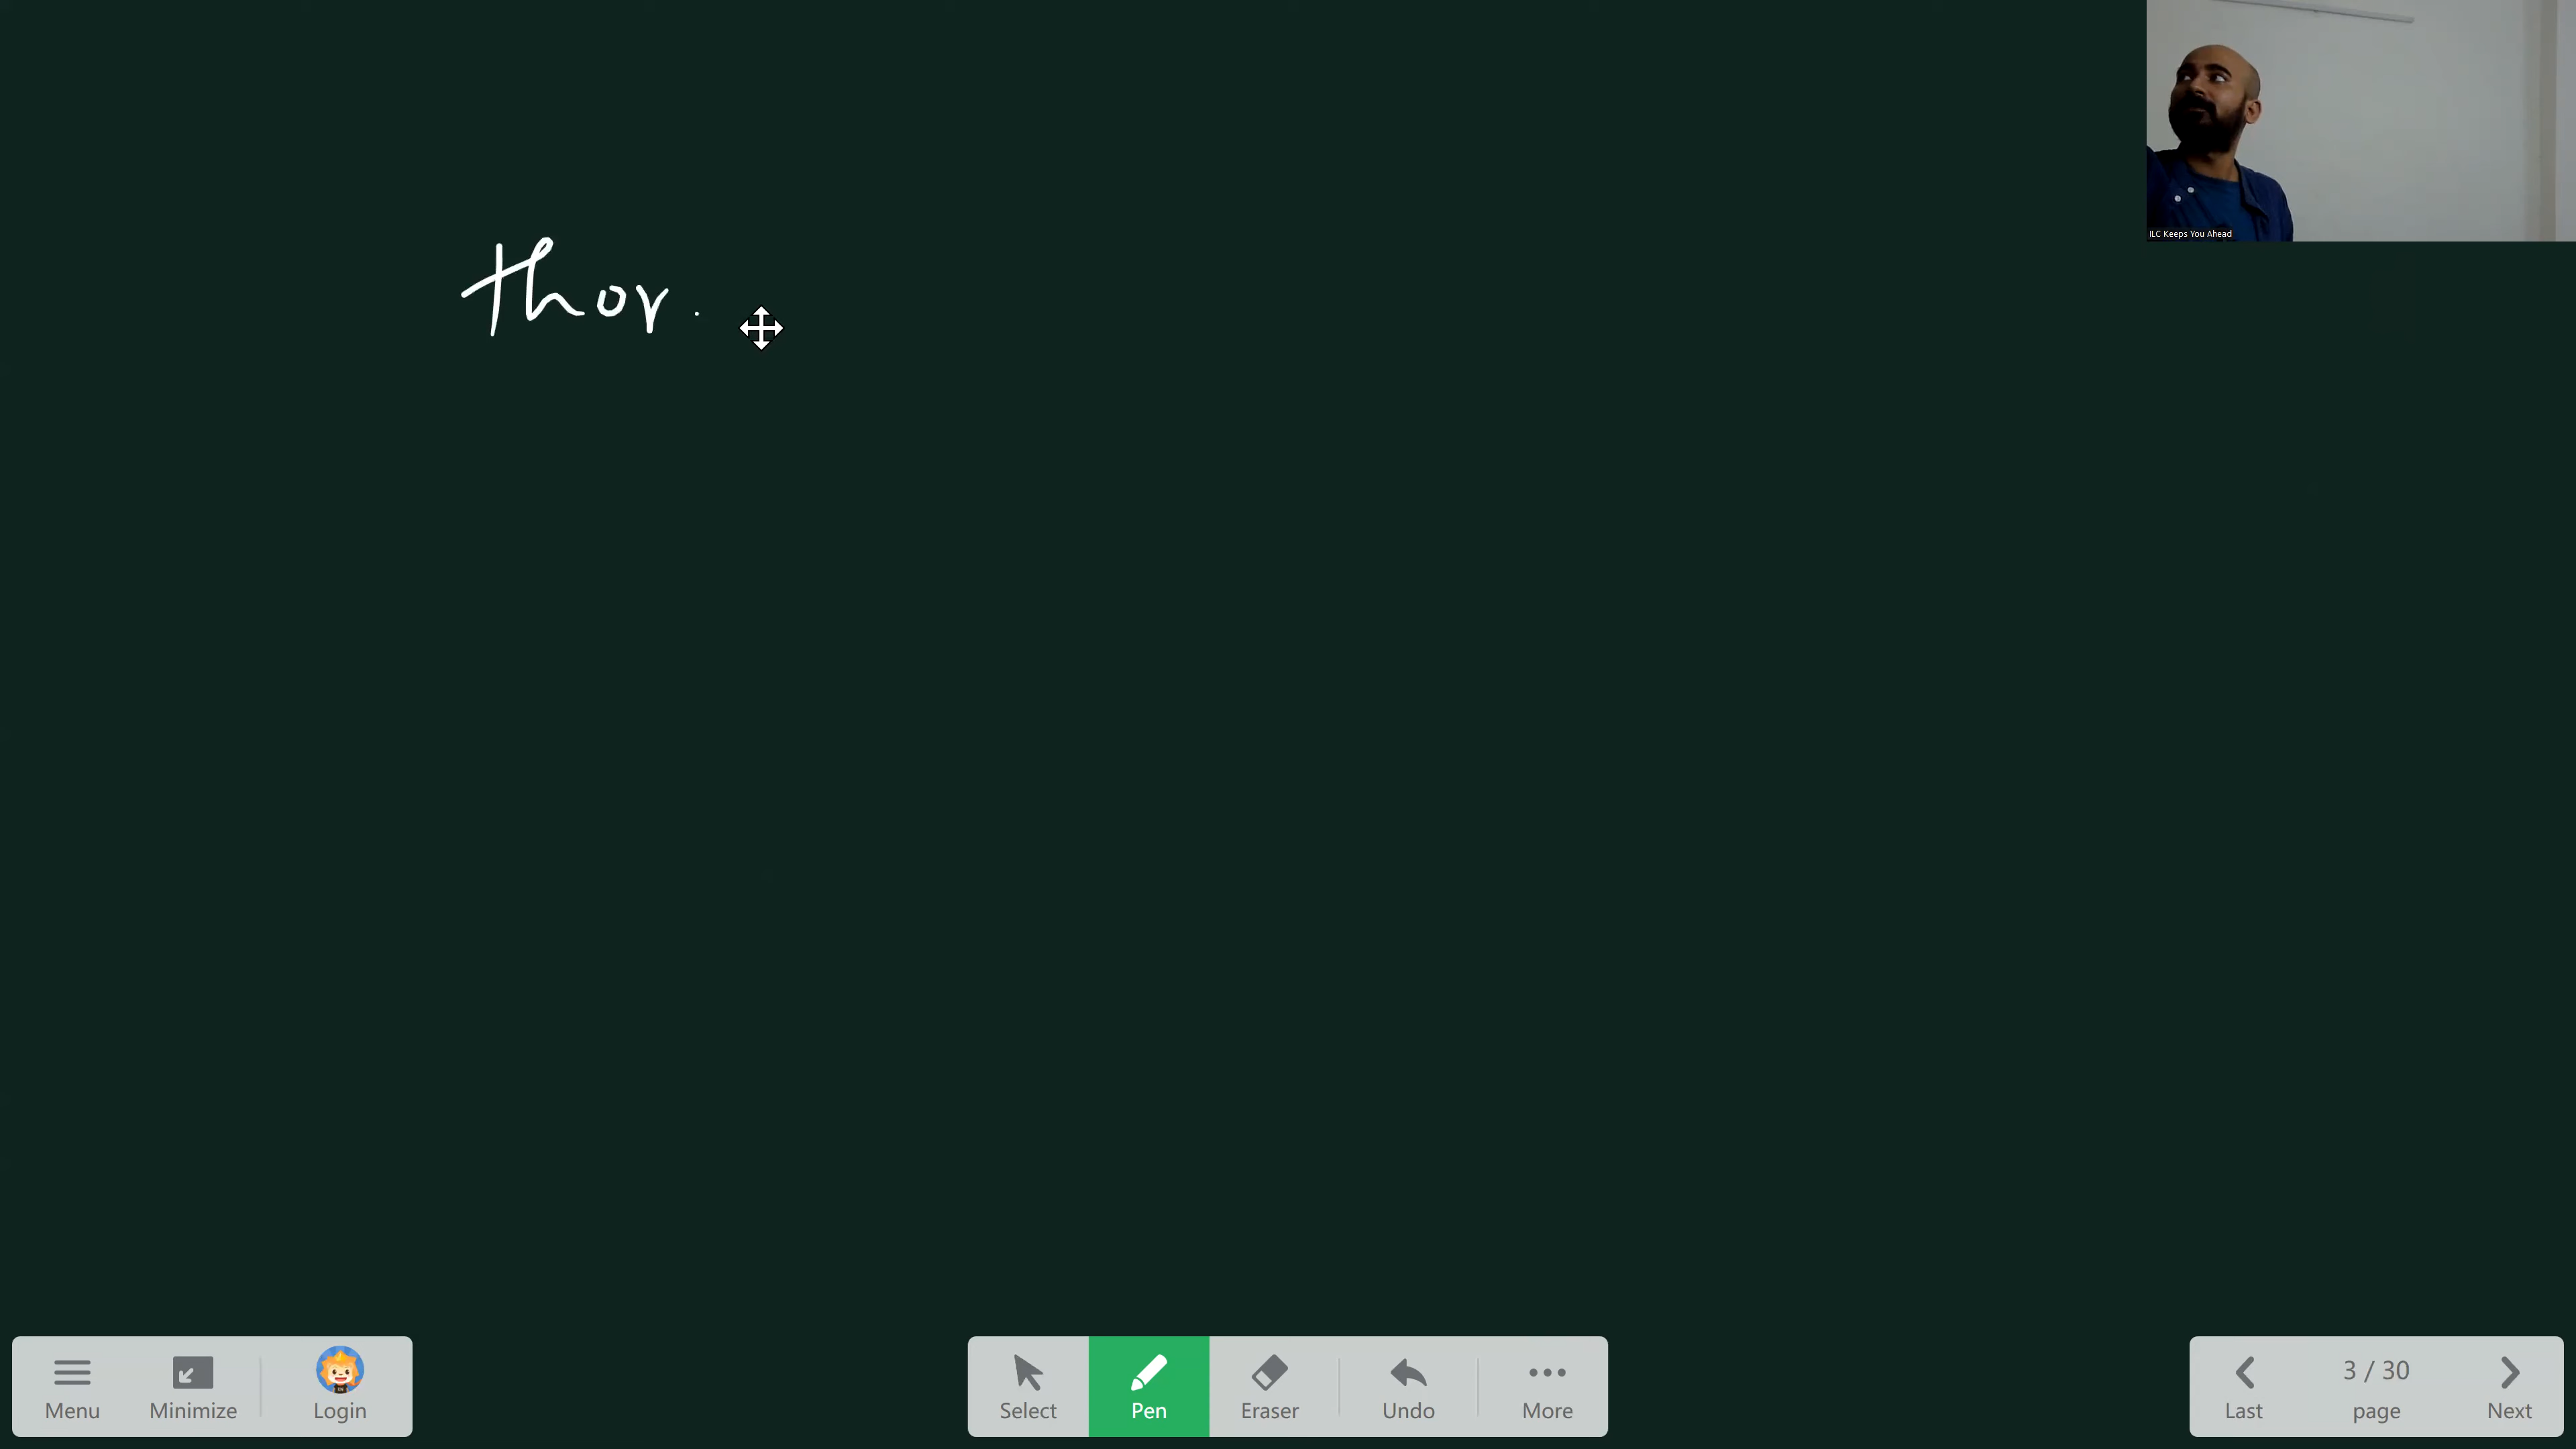 ILC Keeps You Ahead
thor.
Menu
Minimize
Login
Select
Pen
Eraser
Undo
More
Last
3 / 30
page
Next